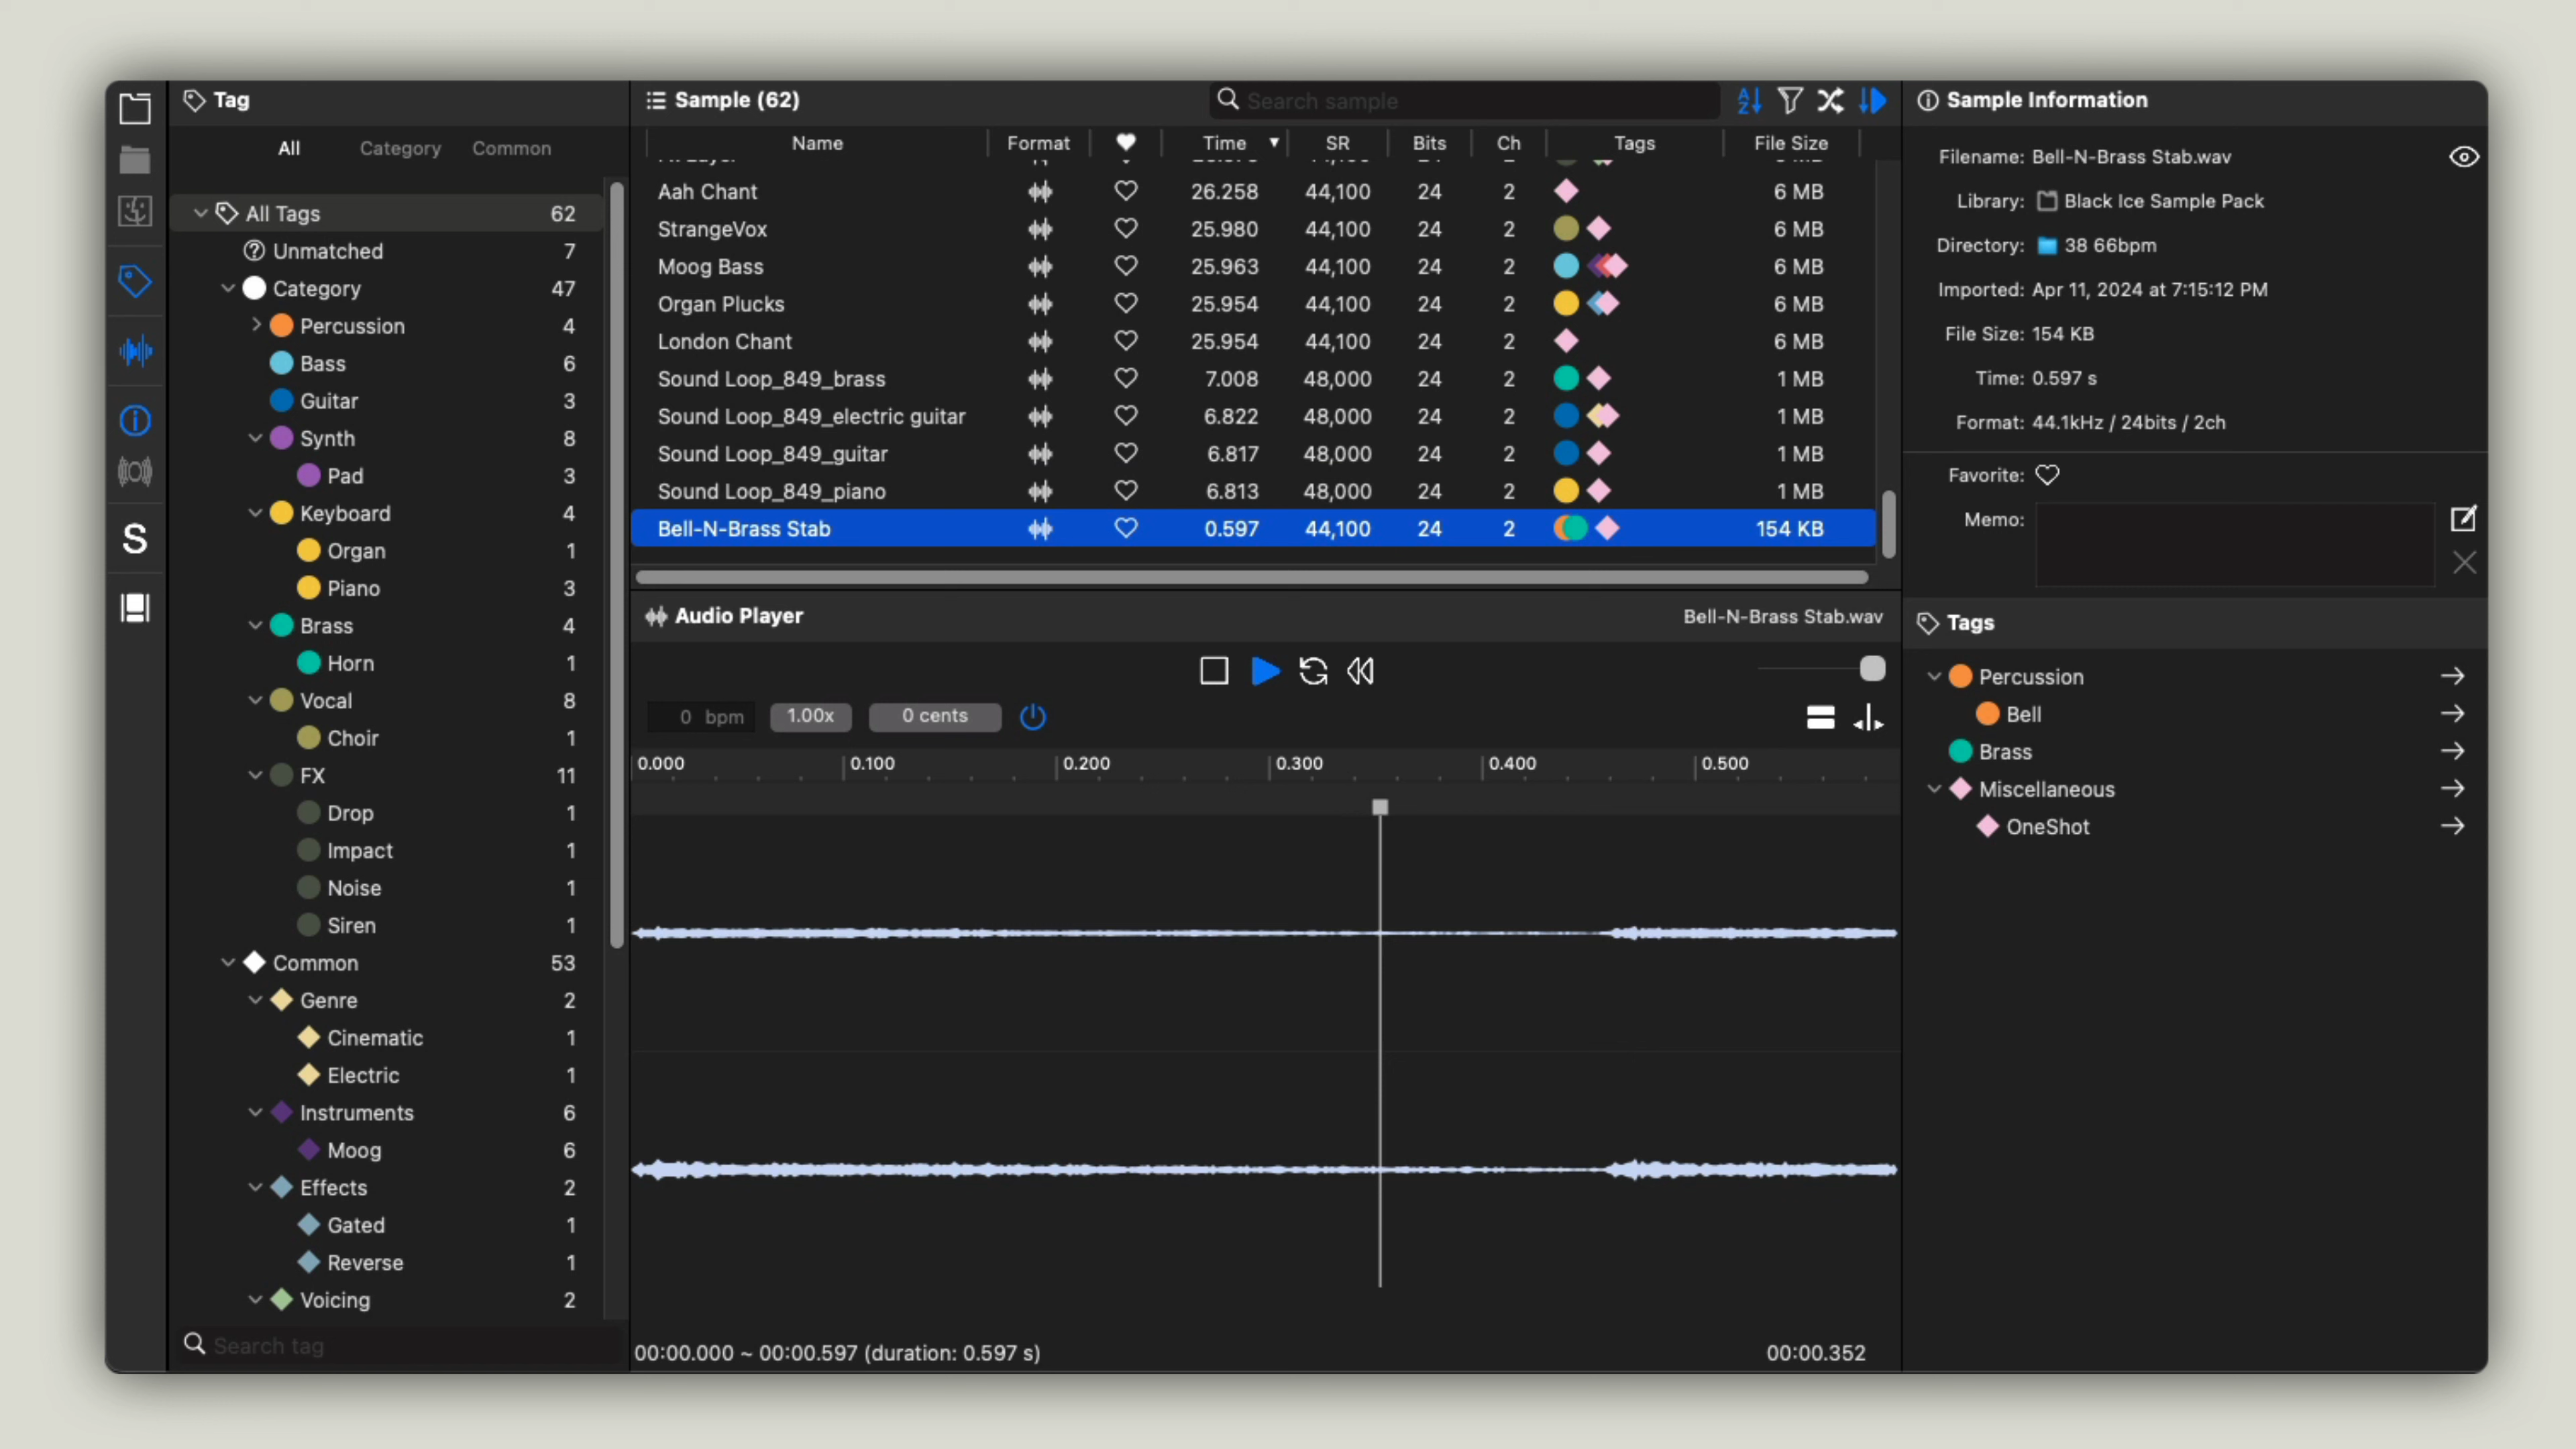 Tag
All Category Common
All Tags 62
Unmatched 7
Category 47
Percussion 4
Bass 6
Guitar 3
Synth 8
Pad 3
Keyboard 4
Organ 1
Piano 3
Brass 4
Horn 1
Vocal 8
Choir 1
FX 11
Drop 1
Impact 1
Noise 1
Siren 1
Common 53
Genre 2
Cinematic 1
Electric 1
Instruments 6
Moog 6
Effects 2
Gated 1
Reverse 1
Voicing 2
Search tag
S
Sample (62)
Search sample
Name Format Time SR Bits Ch Tags File Size
Aah Chant 26.258 44,100 24 2 6 MB
StrangeVox 25.980 44,100 24 2 6 MB
Moog Bass 25.963 44,100 24 2 6 MB
Organ Plucks 25.954 44,100 24 2 6 MB
London Chant 25.954 44,100 24 2 6 MB
Sound Loop_849_brass 7.008 48,000 24 2 1 MB
Sound Loop_849_electric guitar 6.822 48,000 24 2 1 MB
Sound Loop_849_guitar 6.817 48,000 24 2 1 MB
Sound Loop_849_piano 6.813 48,000 24 2 1 MB
Bell-N-Brass Stab 0.597 44,100 24 2 154 KB
Audio Player Bell-N-Brass Stab.wav
0 bpm 1.00x 0 cents
0.000 0.100 0.200 0.300 0.400 0.500
00:00.000 ~ 00:00.597 (duration: 0.597 s) 00:00.352
Sample Information
Filename: Bell-N-Brass Stab.wav
Library: Black Ice Sample Pack
Directory: 38 66bpm
Imported: Apr 11, 2024 at 7:15:12 PM
File Size: 154 KB
Time: 0.597 s
Format: 44.1kHz / 24bits / 2ch
Favorite:
Memo:
Tags
Percussion
Bell
Brass
Miscellaneous
OneShot